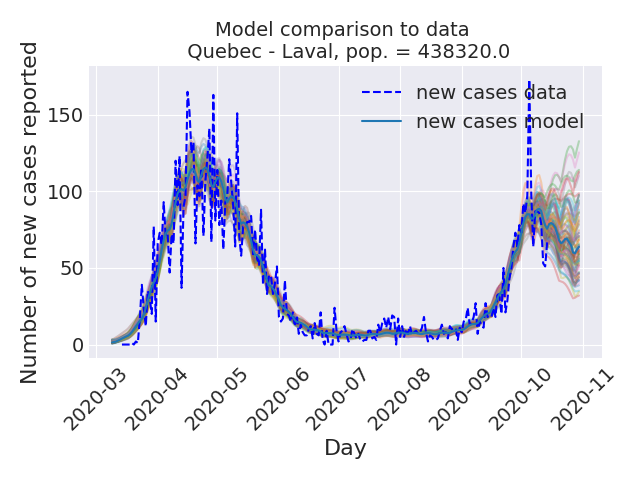 Model comparison to data
Quebec - Laval, pop. = 438320.0
new cases data
new cases model
Number of new cases reported
150
100
50
0
2020-03
2020-04
2020-05
2020-06
2020-07
2020-08
2020-09
2020-10
2020-11
Day